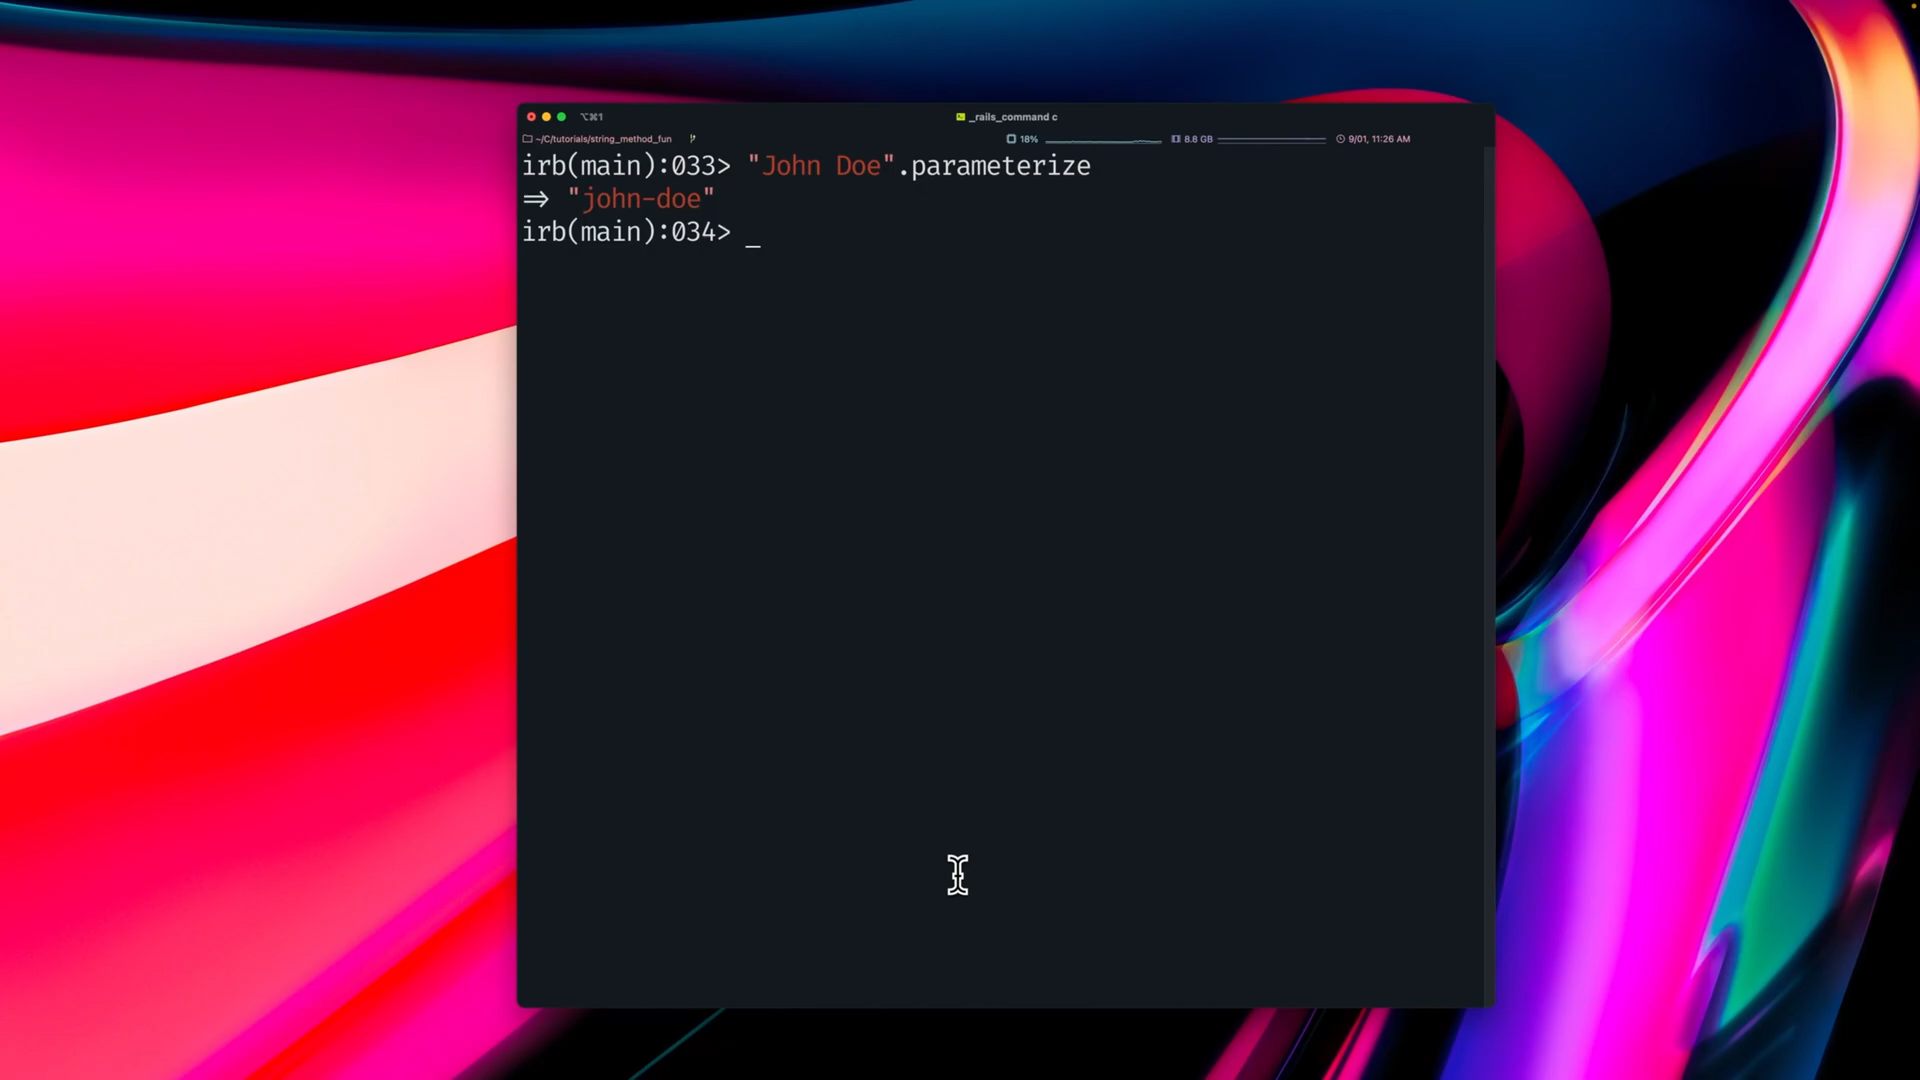 ⌥⌘1
_rails_command c
~/C/tutorials/string_method_fun
18%
8.8 GB
9/01, 11:26 AM
irb(main):033> "John Doe".parameterize
=> "john-doe"
irb(main):034> _